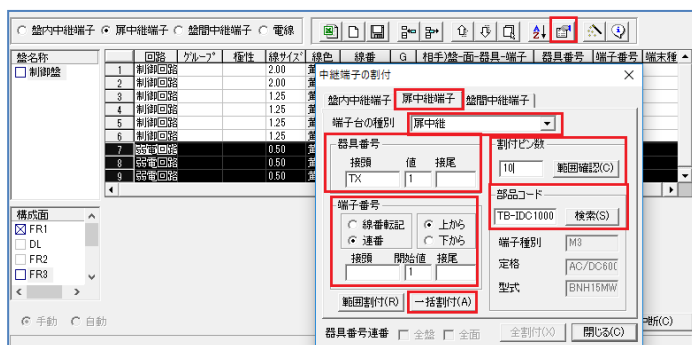 盤内中継端子 扉中継端子 盤間中継端子 電線
盤名称
制御盤
回路 グループ 極性 線サイズ 線色 線番 G 相手)盤-面-器具-端子 器具番号 端子番号 端末種
1 制御回路 2.00 黄
2 制御回路 2.00 黄
3 制御回路 1.25 黄
4 制御回路 1.25 黄
5 制御回路 1.25 黄
6 制御回路 1.25 黄
7 弱電回路 0.50 黄
8 弱電回路 0.50 黄
9 弱電回路 0.50 黄
構成面
FR1
DL
FR2
FR3
手動 自動
中継端子の割付
盤内中継端子 扉中継端子 盤間中継端子
端子台の種別 扉中継
器具番号
接頭 値 接尾
TX 1
割付ピン数
10 範囲確認(C)
端子番号
線番転記 上から
連番 下から
接頭 開始値 接尾
1
部品コード
TB-IDC1000 検索(S)
端子種別 M3
定格 AC/DC60
型式 BNH15MW
範囲割付(R) 一括割付(A)
器具番号連番 全盤 全面 全割付(X) 閉じる(C)
断(C)